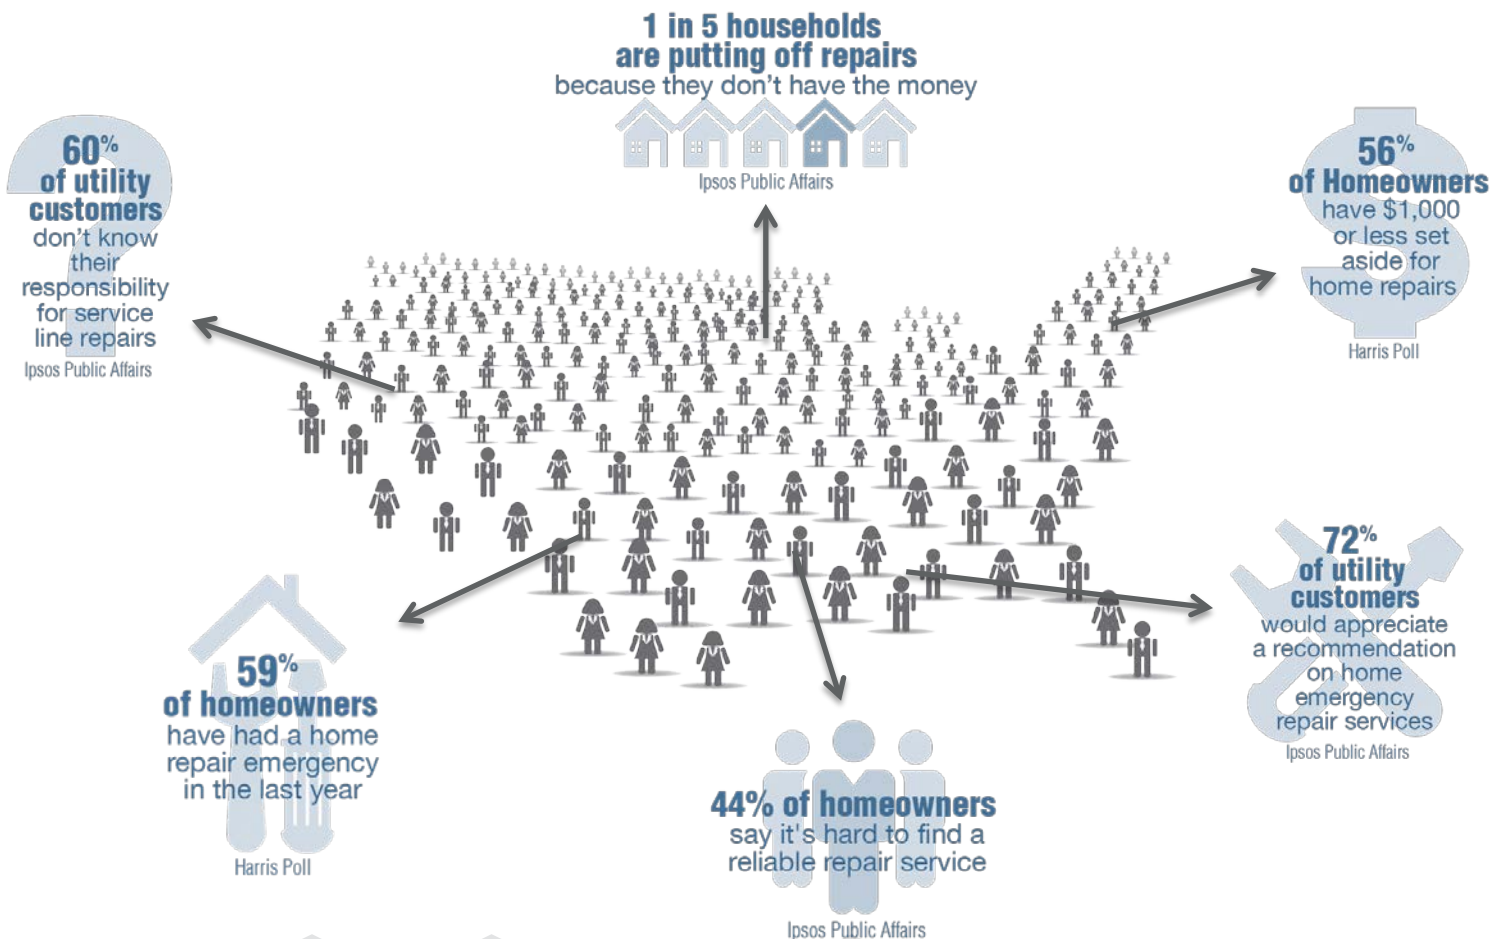 1 in 5 households
are putting off repairs
because they don't have the money
Ipsos Public Affairs
60%
of utility
customers
don't know
their
responsibility
for service
line repairs
Ipsos Public Affairs
56%
of Homeowners
have $1,000
or less set
aside for
home repairs
Harris Poll
59%
of homeowners
have had a home
repair emergency
in the last year
Harris Poll
44% of homeowners
say it's hard to find a
reliable repair service
Ipsos Public Affairs
72%
of utility
customers
would appreciate
a recommendation
on home
emergency
repair services
Ipsos Public Affairs